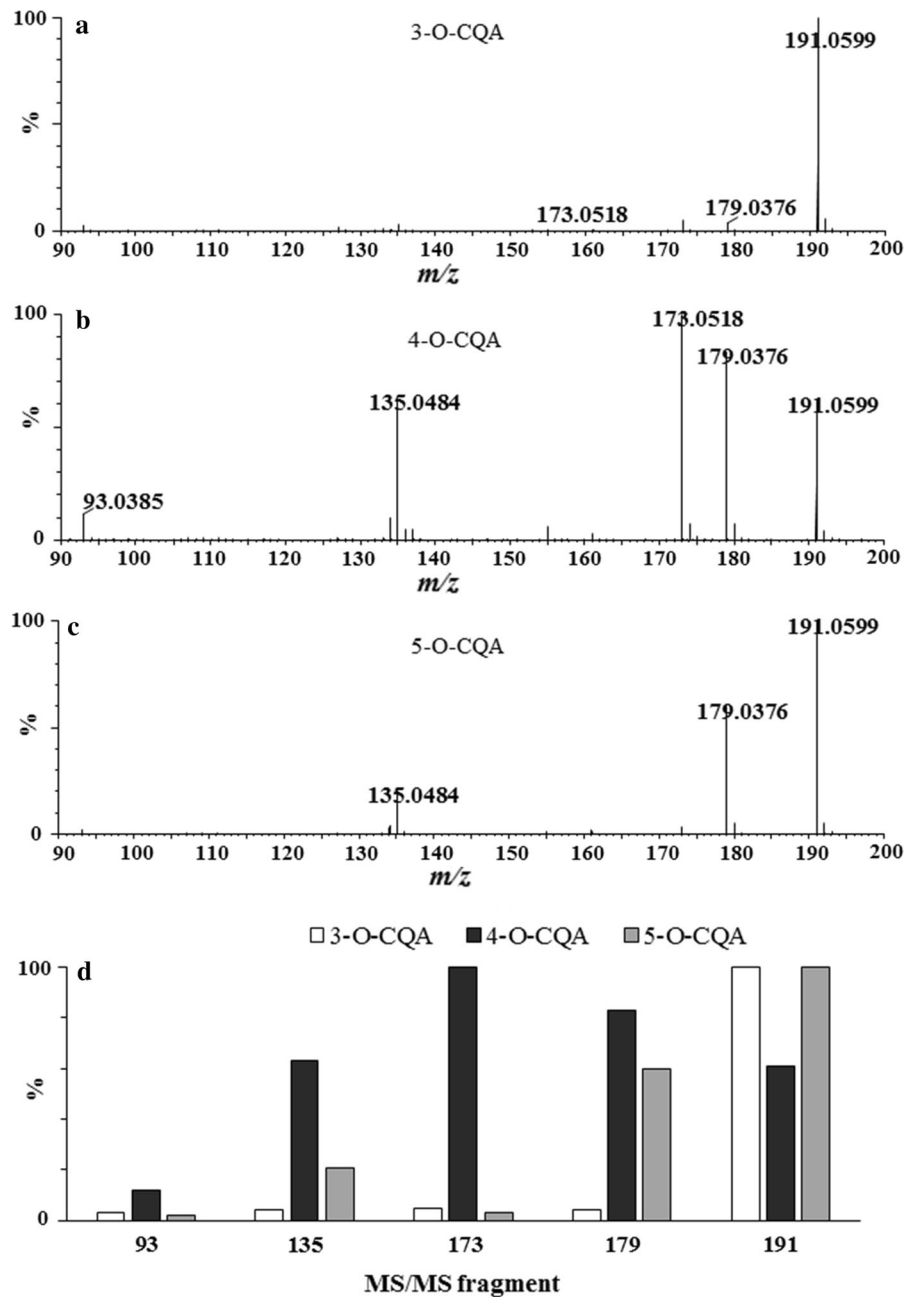 100 a 3-O-CQA 191.0599
%
173.0518 179.0376
0
90 100 110 120 130 140 150 160 170 180 190 200
m/z
100 b 4-O-CQA 173.0518
179.0376
135.0484 191.0599
%
93.0385
0
90 100 110 120 130 140 150 160 170 180 190 200
m/z
100 c 5-O-CQA 191.0599
179.0376
%
135.0484
0
90 100 110 120 130 140 150 160 170 180 190 200
m/z
3-O-CQA 4-O-CQA 5-O-CQA
100 d
%
0
93 135 173 179 191
MS/MS fragment